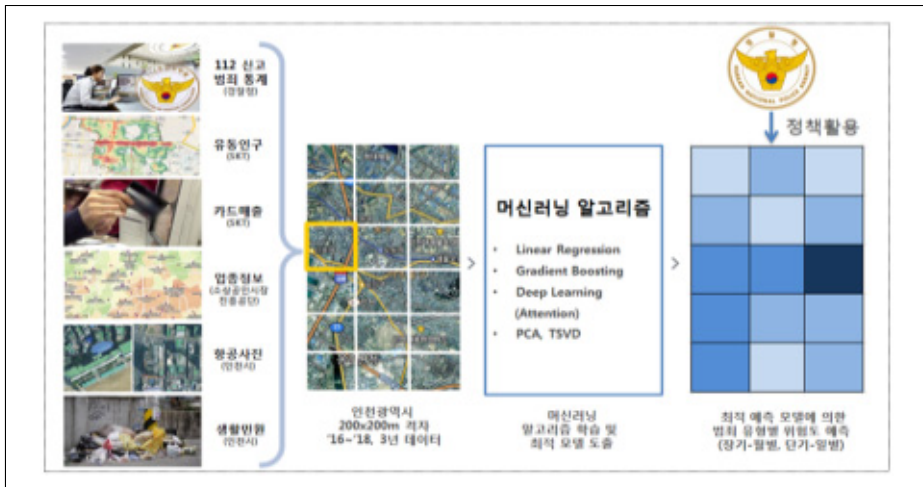 112 신고
범죄 통계
(경찰청)
유동인구
(SKT)
카드매출
(SKT)
업종정보
(소상공인시장
진흥공단)
항공사진
(인천시)
생활민원
(인천시)
인천광역시
200x200m 격자
'16~'18, 3년 데이터
머신러닝 알고리즘
• Linear Regression
• Gradient Boosting
• Deep Learning
(Attention)
• PCA, TSVD
머신러닝
알고리즘 학습 및
최적 모델 도출
정책활용
최적 예측 모델에 의한
범죄 유형별 위험도 예측
(장기-월별, 단기-일별)